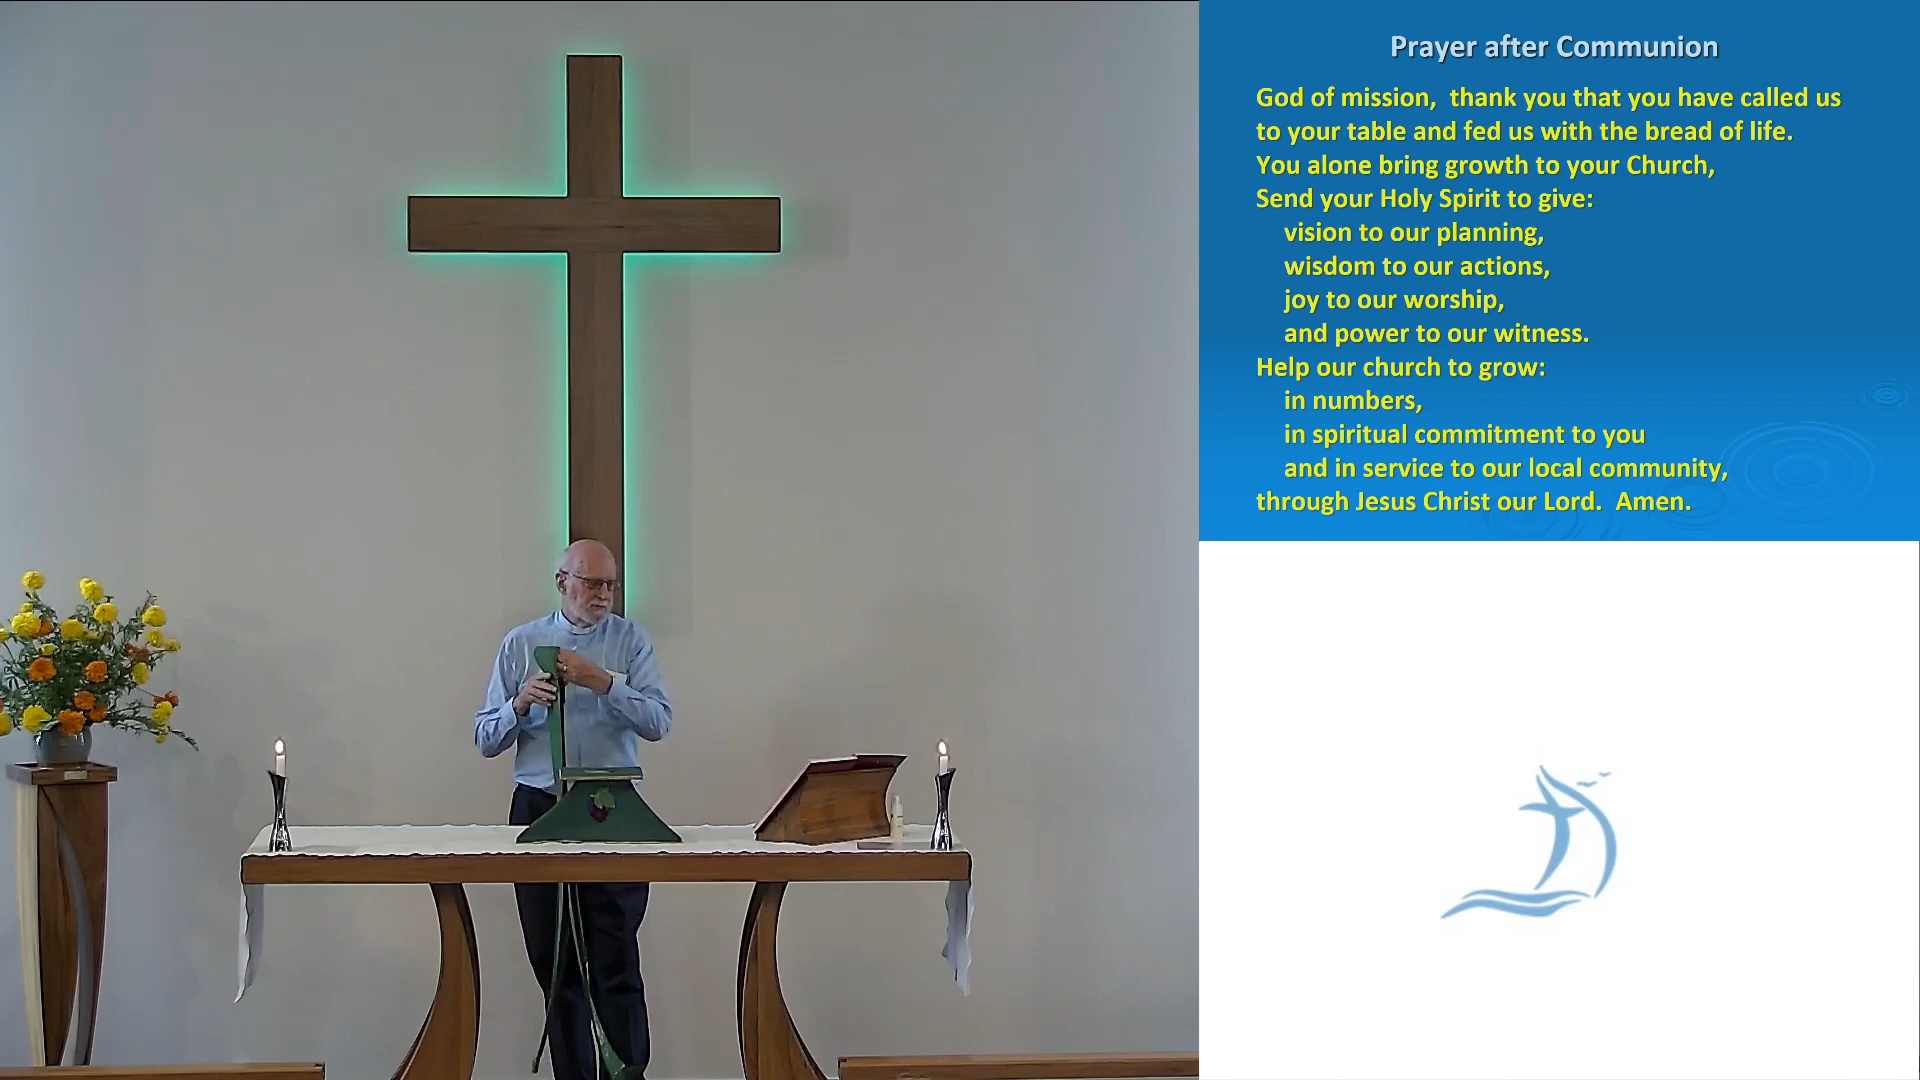 Prayer after Communion
God of mission, thank you that you have called us
to your table and fed us with the bread of life.
You alone bring growth to your Church,
Send your Holy Spirit to give:
vision to our planning,
wisdom to our actions,
joy to our worship,
and power to our witness.
Help our church to grow:
in numbers,
in spiritual commitment to you
and in service to our local community,
through Jesus Christ our Lord. Amen.